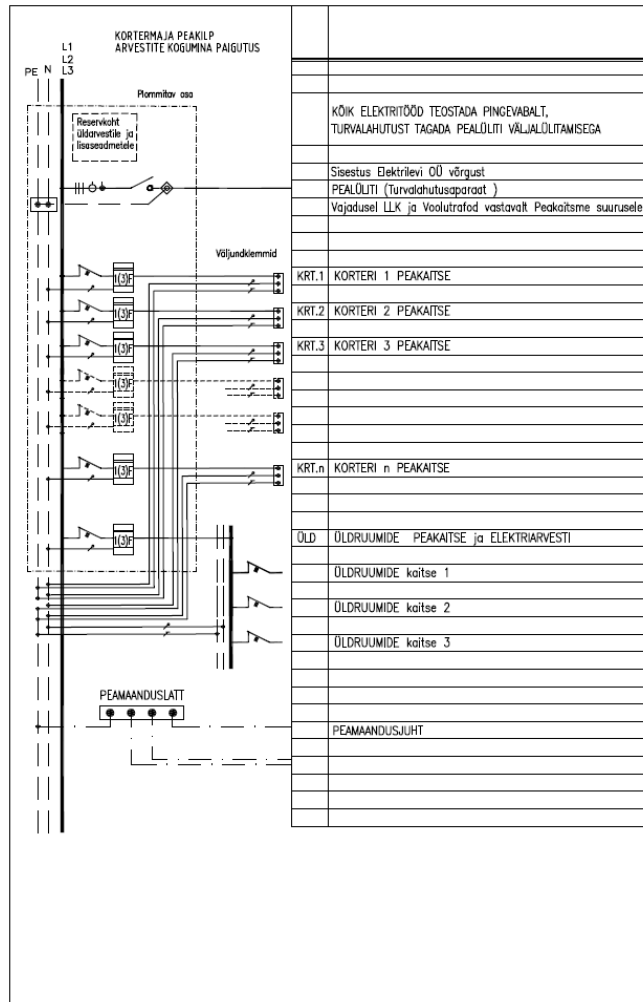 KORTERMAJA PEAKILP
ARVESTITE KOGUMINA PAIGUTUS
L1
L2
PE N L3
Plommitav osa
Reservkoht
üldarvestile ja
lisaseadmetele
KÕIK ELEKTRITÖÖD TEOSTADA PINGEVABALT,
TURVALAHUTUST TAGADA PEALÜLITI VÄLJALÜLITAMISEGA
Sisestus Elektrilevi OÜ võrgust
PEALÜLITI (Turvalahutusaparaat )
Vajadusel LLK ja Voolutrafod vastavalt Peakaitsme suurusele
Väljundklemmid
1(3)F KRT.1 KORTERI 1 PEAKAITSE
1(3)F KRT.2 KORTERI 2 PEAKAITSE
1(3)F KRT.3 KORTERI 3 PEAKAITSE
1(3)F
1(3)F
1(3)F KRT.n KORTERI n PEAKAITSE
1(3)F ÜLD ÜLDRUUMIDE PEAKAITSE ja ELEKTRIARVESTI
ÜLDRUUMIDE kaitse 1
ÜLDRUUMIDE kaitse 2
ÜLDRUUMIDE kaitse 3
PEAMAANDUSLATT
PEAMAANDUSJUHT